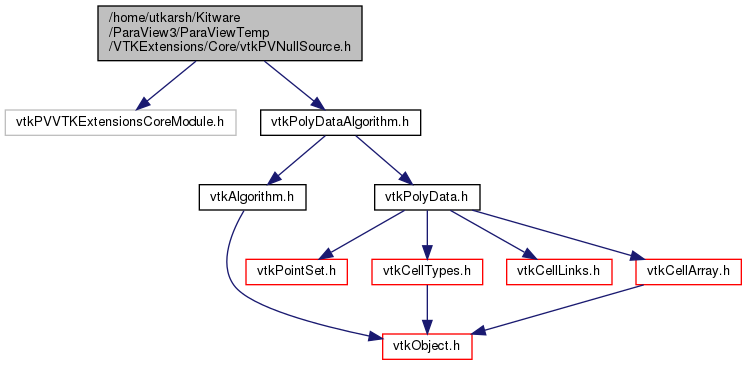 /home/utkarsh/Kitware
/ParaView3/ParaViewTemp
/VTKExtensions/Core/vtkPVNullSource.h
vtkPVVTKExtensionsCoreModule.h
vtkPolyDataAlgorithm.h
vtkAlgorithm.h
vtkPolyData.h
vtkPointSet.h
vtkCellTypes.h
vtkCellLinks.h
vtkCellArray.h
vtkObject.h